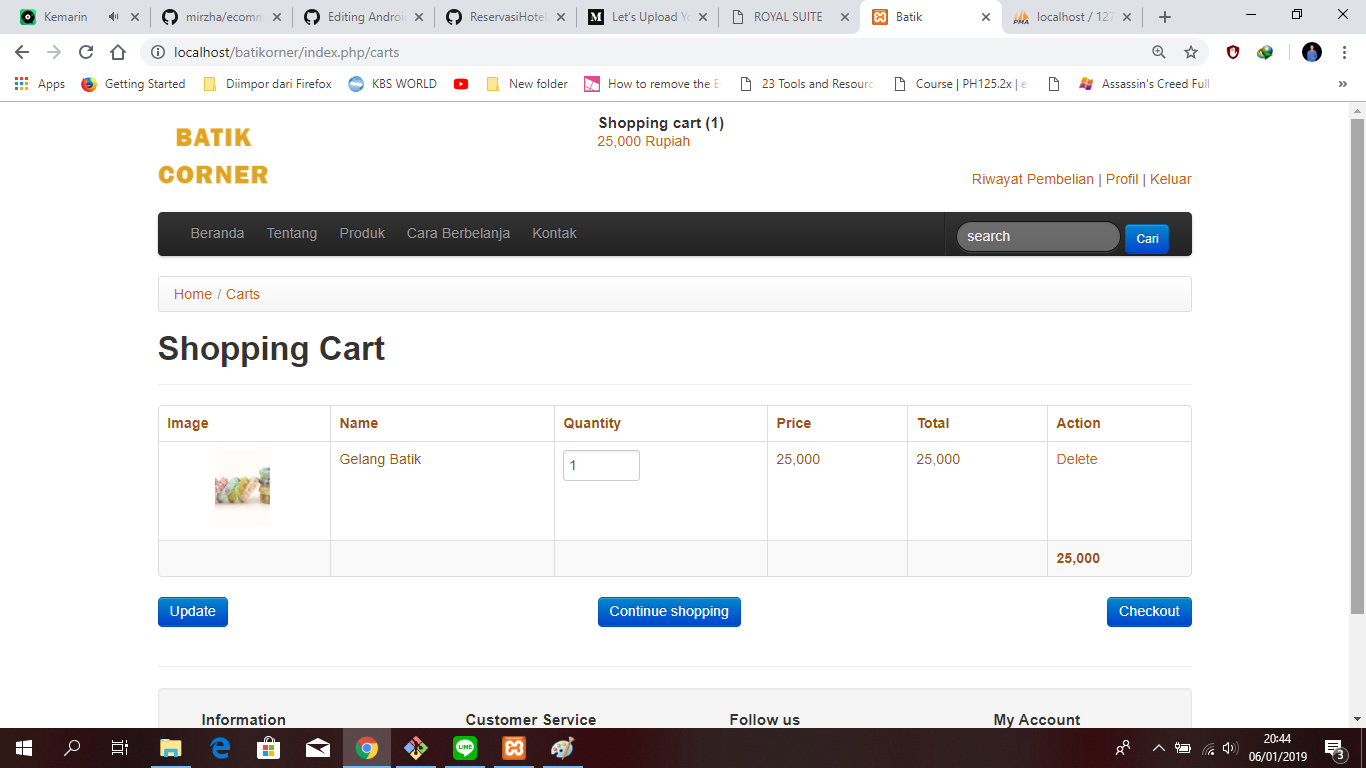 Kemarin
mirzha/ecomm
Editing Androi
ReservasiHotel
M Let's Upload Yo
ROYAL SUITE
Batik
PMA localhost / 127
localhost/batikorner/index.php/carts
Apps
Getting Started
Diimpor dari Firefox
KBS WORLD
New folder
How to remove the E
23 Tools and Resourc
Course | PH125.2x | e
Assassin's Creed Full
»
BATIK
CORNER
Shopping cart (1)
25,000 Rupiah
Riwayat Pembelian | Profil | Keluar
Beranda Tentang Produk Cara Berbelanja Kontak
search
Cari
Home / Carts
Shopping Cart
Image Name Quantity Price Total Action
Gelang Batik 1 25,000 25,000 Delete
25,000
Update
Continue shopping
Checkout
Information Customer Service Follow us My Account
LINE
20:44
06/01/2019
3